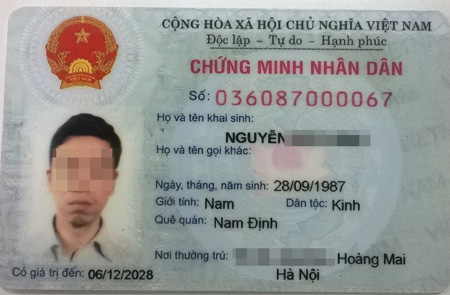 CỘNG HÒA XÃ HỘI CHỦ NGHĨA VIỆT NAM
Độc lập - Tự do - Hạnh phúc
CHỨNG MINH NHÂN DÂN
Số: 036087000067
Họ và tên khai sinh:
NGUYỄN
Họ và tên gọi khác:
Ngày, tháng, năm sinh: 28/09/1987
Giới tính: Nam Dân tộc: Kinh
Quê quán: Nam Định
Nơi thường trú: Hoàng Mai
Hà Nội
Có giá trị đến: 06/12/2028